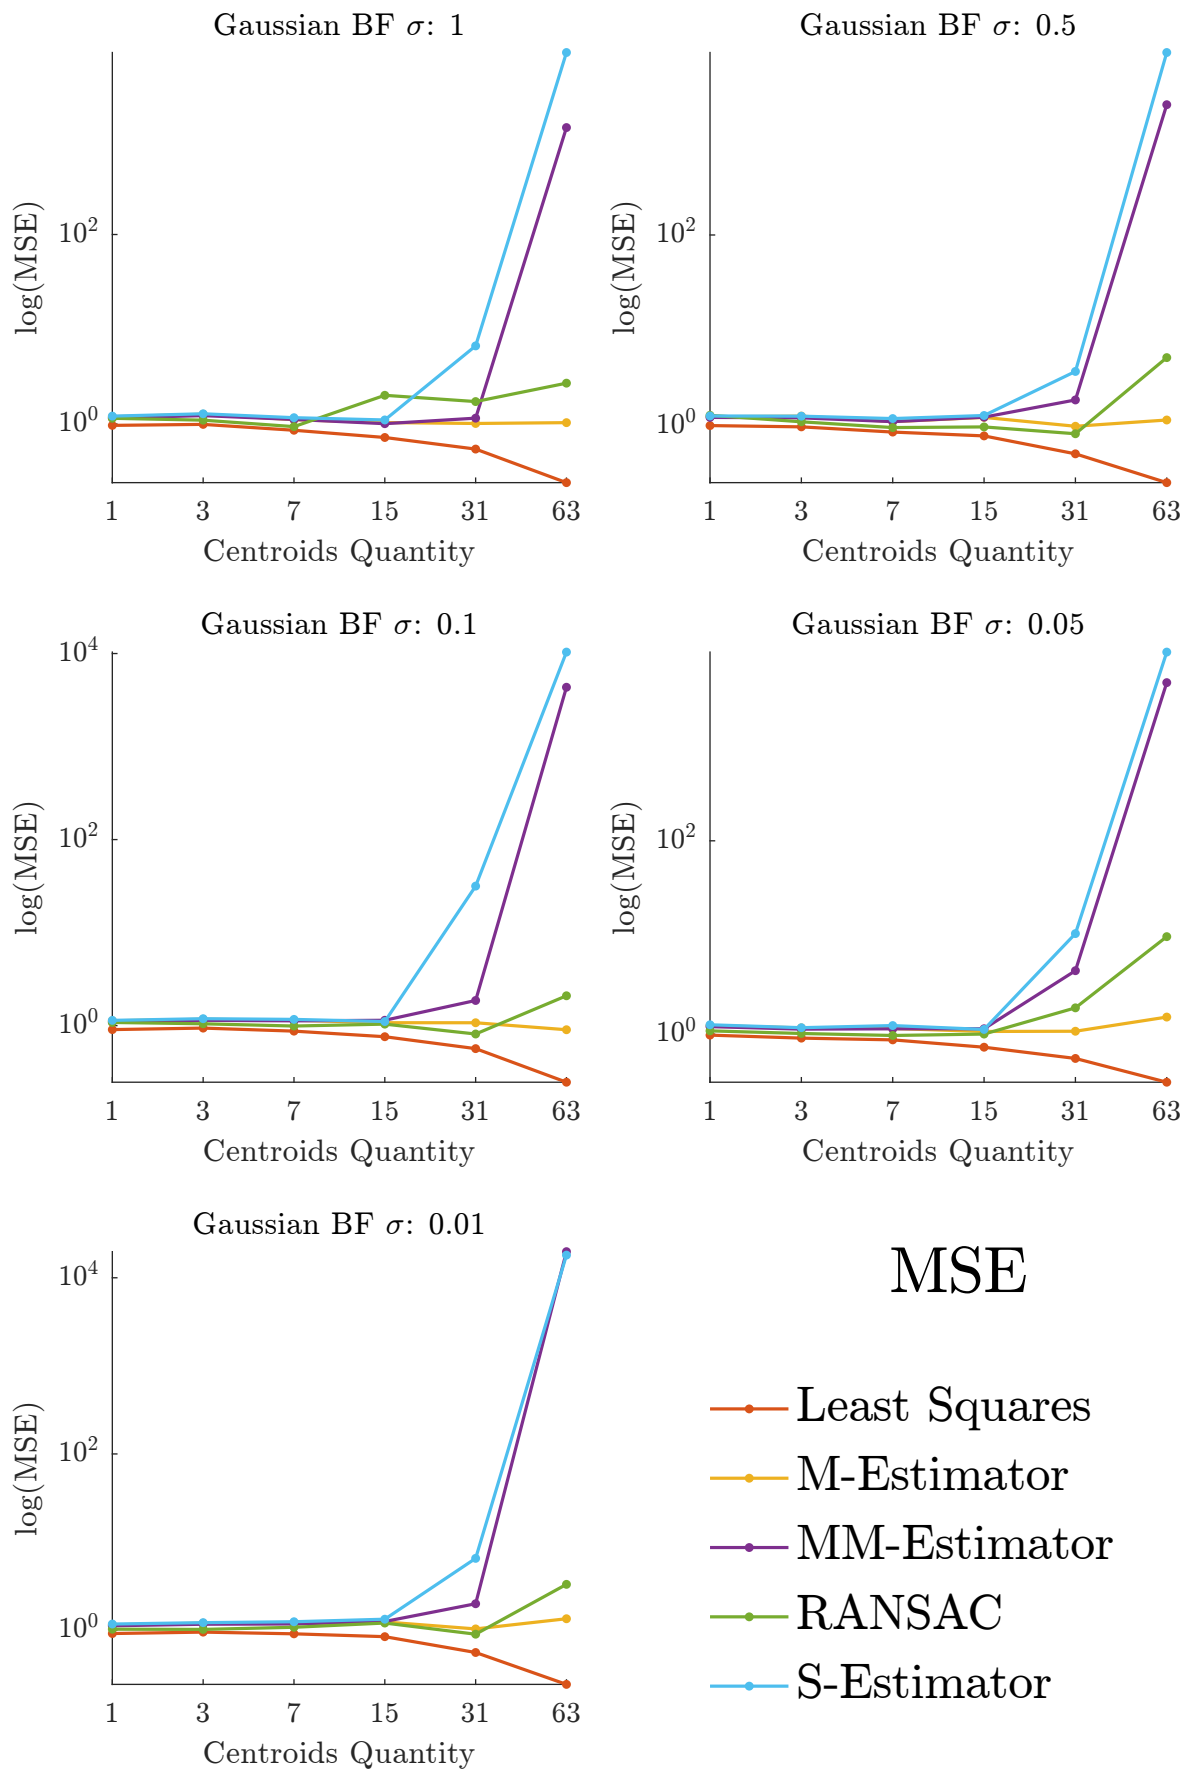 Gaussian BF σ: 1
log(MSE)
10^2
10^0
1 3 7 15 31 63
Centroids Quantity
Gaussian BF σ: 0.5
log(MSE)
10^2
10^0
1 3 7 15 31 63
Centroids Quantity
Gaussian BF σ: 0.1
log(MSE)
10^4
10^2
10^0
1 3 7 15 31 63
Centroids Quantity
Gaussian BF σ: 0.05
log(MSE)
10^2
10^0
1 3 7 15 31 63
Centroids Quantity
Gaussian BF σ: 0.01
log(MSE)
10^4
10^2
10^0
1 3 7 15 31 63
Centroids Quantity
MSE
Least Squares
M-Estimator
MM-Estimator
RANSAC
S-Estimator